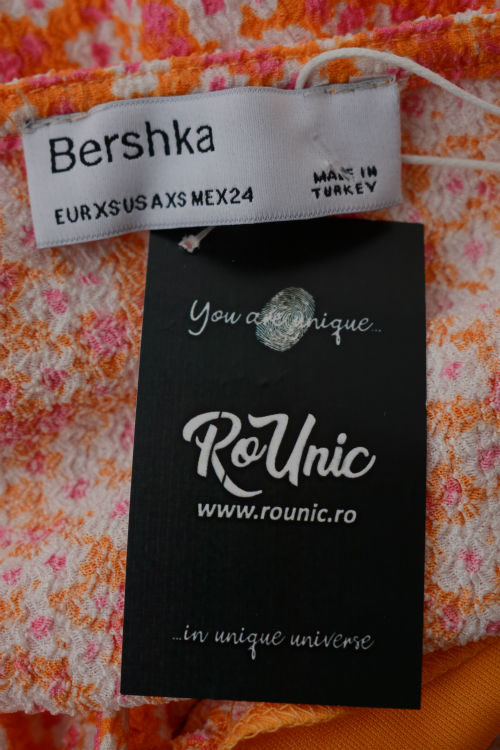 Bershka
EUR XS US A XS MEX 24
MADE IN
TURKEY
You are unique...
RoUnic
www.rounic.ro
...in unique universe